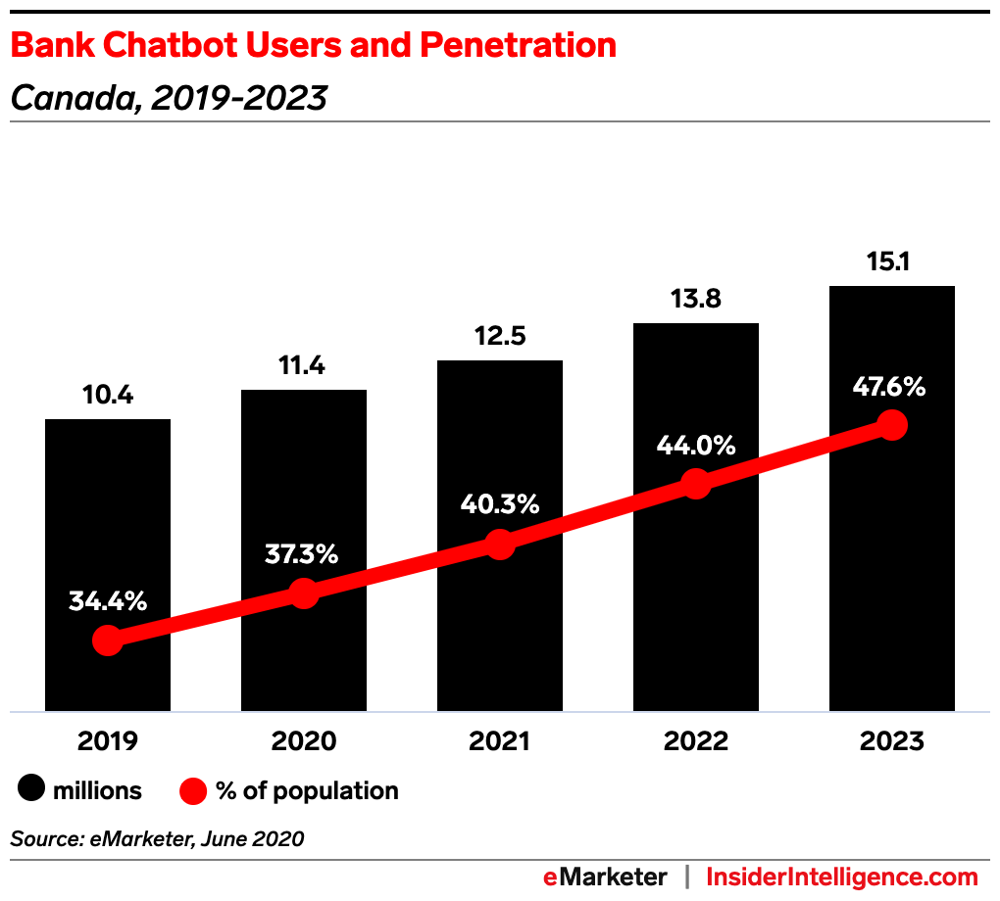 Bank Chatbot Users and Penetration
Canada, 2019-2023
10.4
11.4
12.5
13.8
15.1
34.4%
37.3%
40.3%
44.0%
47.6%
2019 2020 2021 2022 2023
millions % of population
Source: eMarketer, June 2020
eMarketer | InsiderIntelligence.com